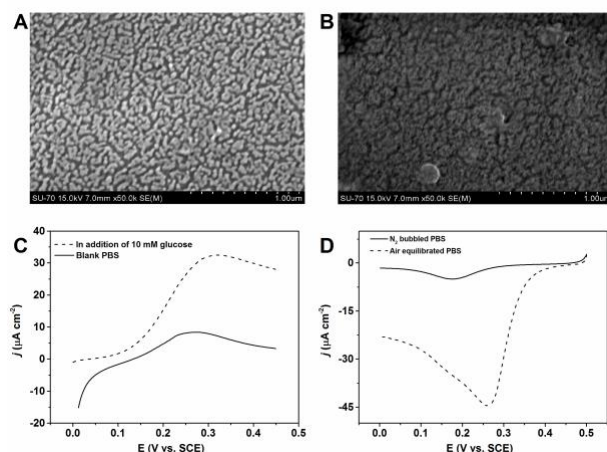 A
SU-70 15.0kV 7.0mm x50.0k SE(M)
1.00um
B
SU-70 15.0kV 7.0mm x50.0k SE(M)
1.00um
C
In addition of 10 mM glucose
Blank PBS
j (μA cm-2)
40
30
20
10
0
-10
-20
0.0 0.1 0.2 0.3 0.4 0.5
E (V vs. SCE)
D
N2 bubbled PBS
Air equilibrated PBS
j (μA cm-2)
0
-15
-30
-45
0.0 0.1 0.2 0.3 0.4 0.5
E (V vs. SCE)